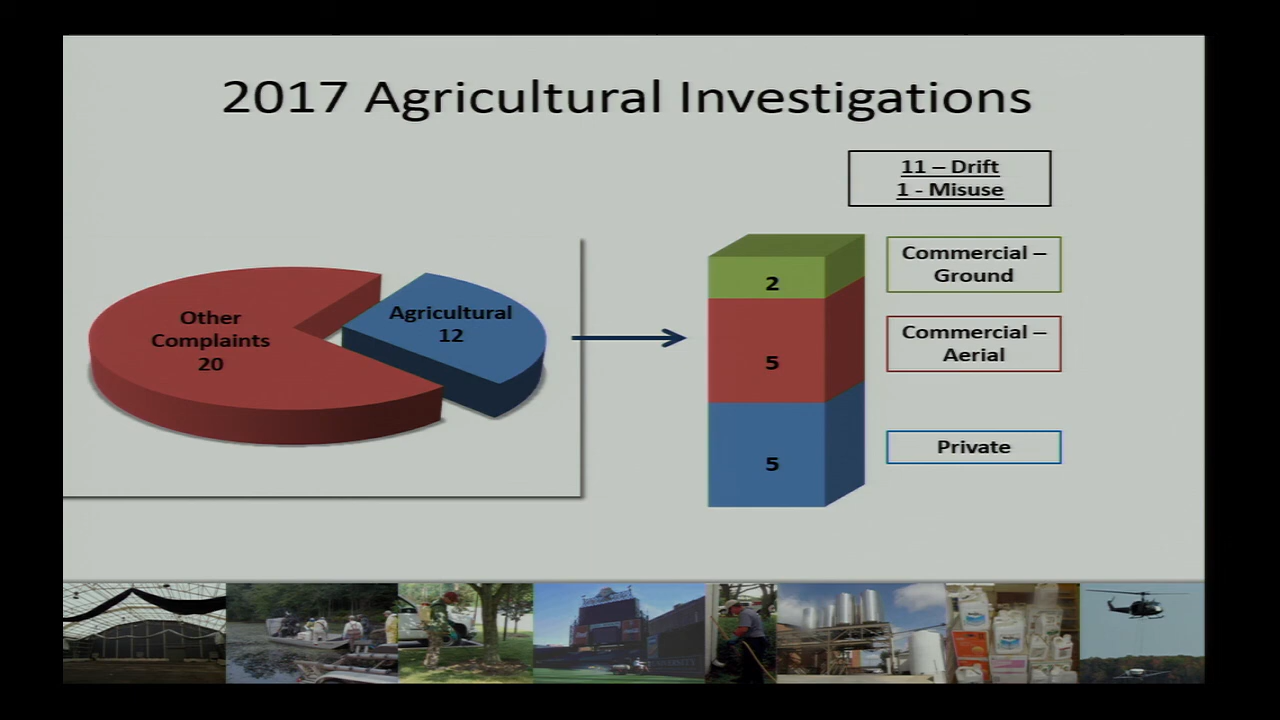 2017 Agricultural Investigations
11 – Drift
1 - Misuse
Other
Complaints
20
Agricultural
12
2
5
5
Commercial –
Ground
Commercial –
Aerial
Private